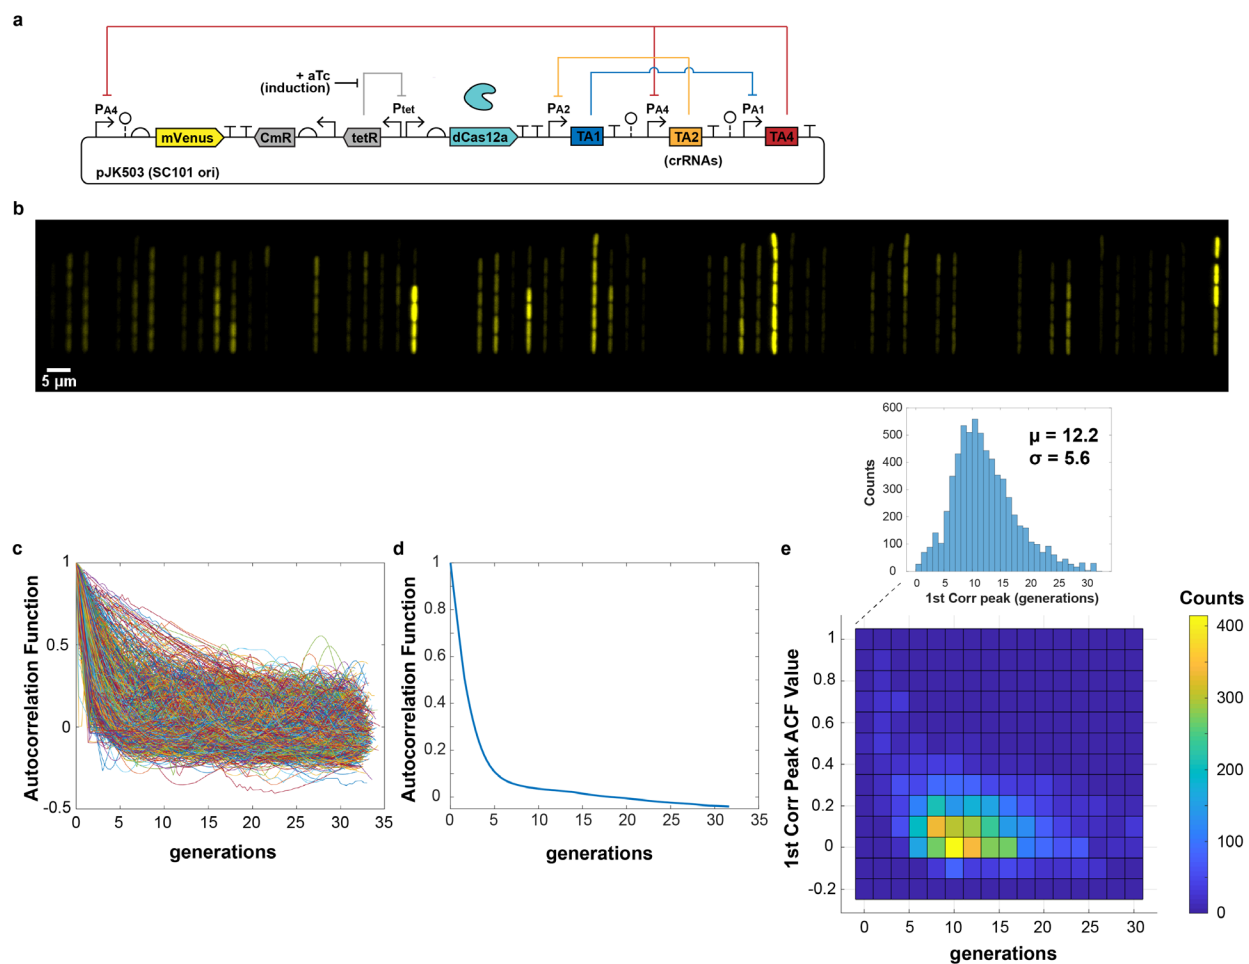 a
+ aTc
(induction)
PA4
Ptet
PA2
PA4
PA1
mVenus
CmR
tetR
dCas12a
TA1
TA2
TA4
(crRNAs)
pJK503 (SC101 ori)
b
5 µm
c
Autocorrelation Function
1
0.5
0
-0.5
0 5 10 15 20 25 30 35
generations
d
Autocorrelation Function
1
0.8
0.6
0.4
0.2
0
0 5 10 15 20 25 30 35
generations
e
Counts
600
500
400
300
200
100
0
µ = 12.2
σ = 5.6
0 5 10 15 20 25 30
1st Corr peak (generations)
1st Corr Peak ACF Value
1
0.8
0.6
0.4
0.2
0
-0.2
0 5 10 15 20 25 30
generations
Counts
400
300
200
100
0